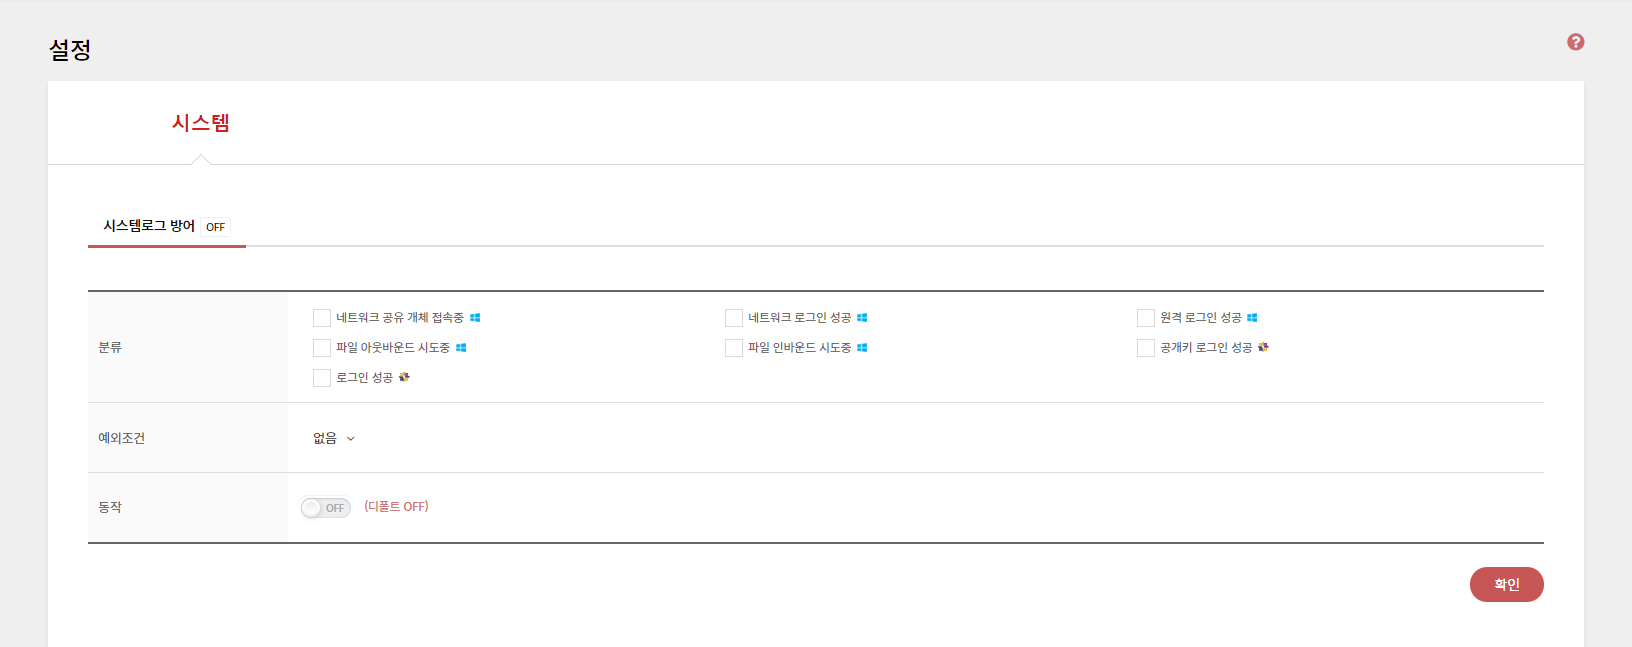 설정
시스템
시스템로그 방어 OFF
분류
네트워크 공유 개체 접속중
네트워크 로그인 성공
원격 로그인 성공
파일 아웃바운드 시도중
파일 인바운드 시도중
공개키 로그인 성공
로그인 성공
예외조건
없음
동작
OFF (디폴트 OFF)
확인